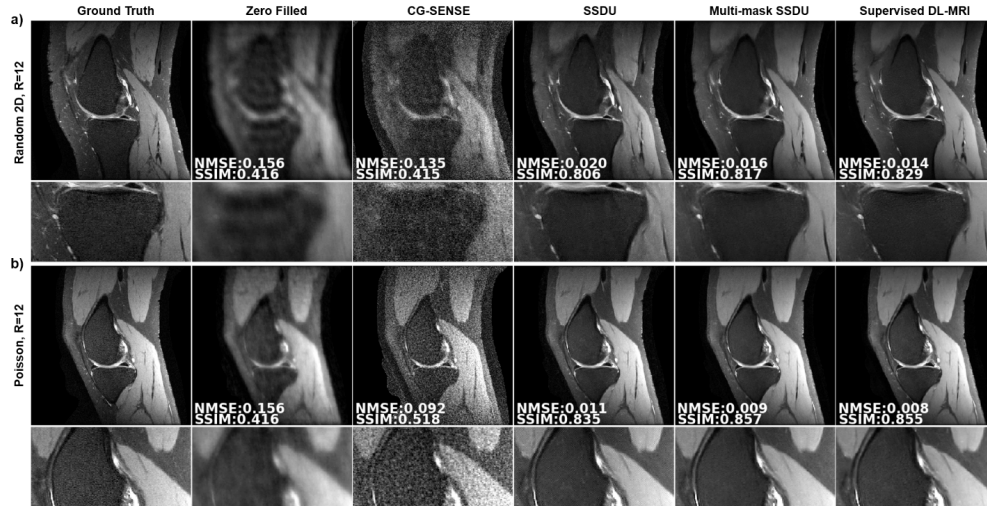 a) Ground Truth Zero Filled CG-SENSE SSDU Multi-mask SSDU Supervised DL-MRI
Random 2D, R=12
NMSE:0.156 NMSE:0.135 NMSE:0.020 NMSE:0.016 NMSE:0.014
SSIM:0.416 SSIM:0.415 SSIM:0.806 SSIM:0.817 SSIM:0.829
b)
Poisson, R=12
NMSE:0.156 NMSE:0.092 NMSE:0.011 NMSE:0.009 NMSE:0.008
SSIM:0.416 SSIM:0.518 SSIM:0.835 SSIM:0.857 SSIM:0.855